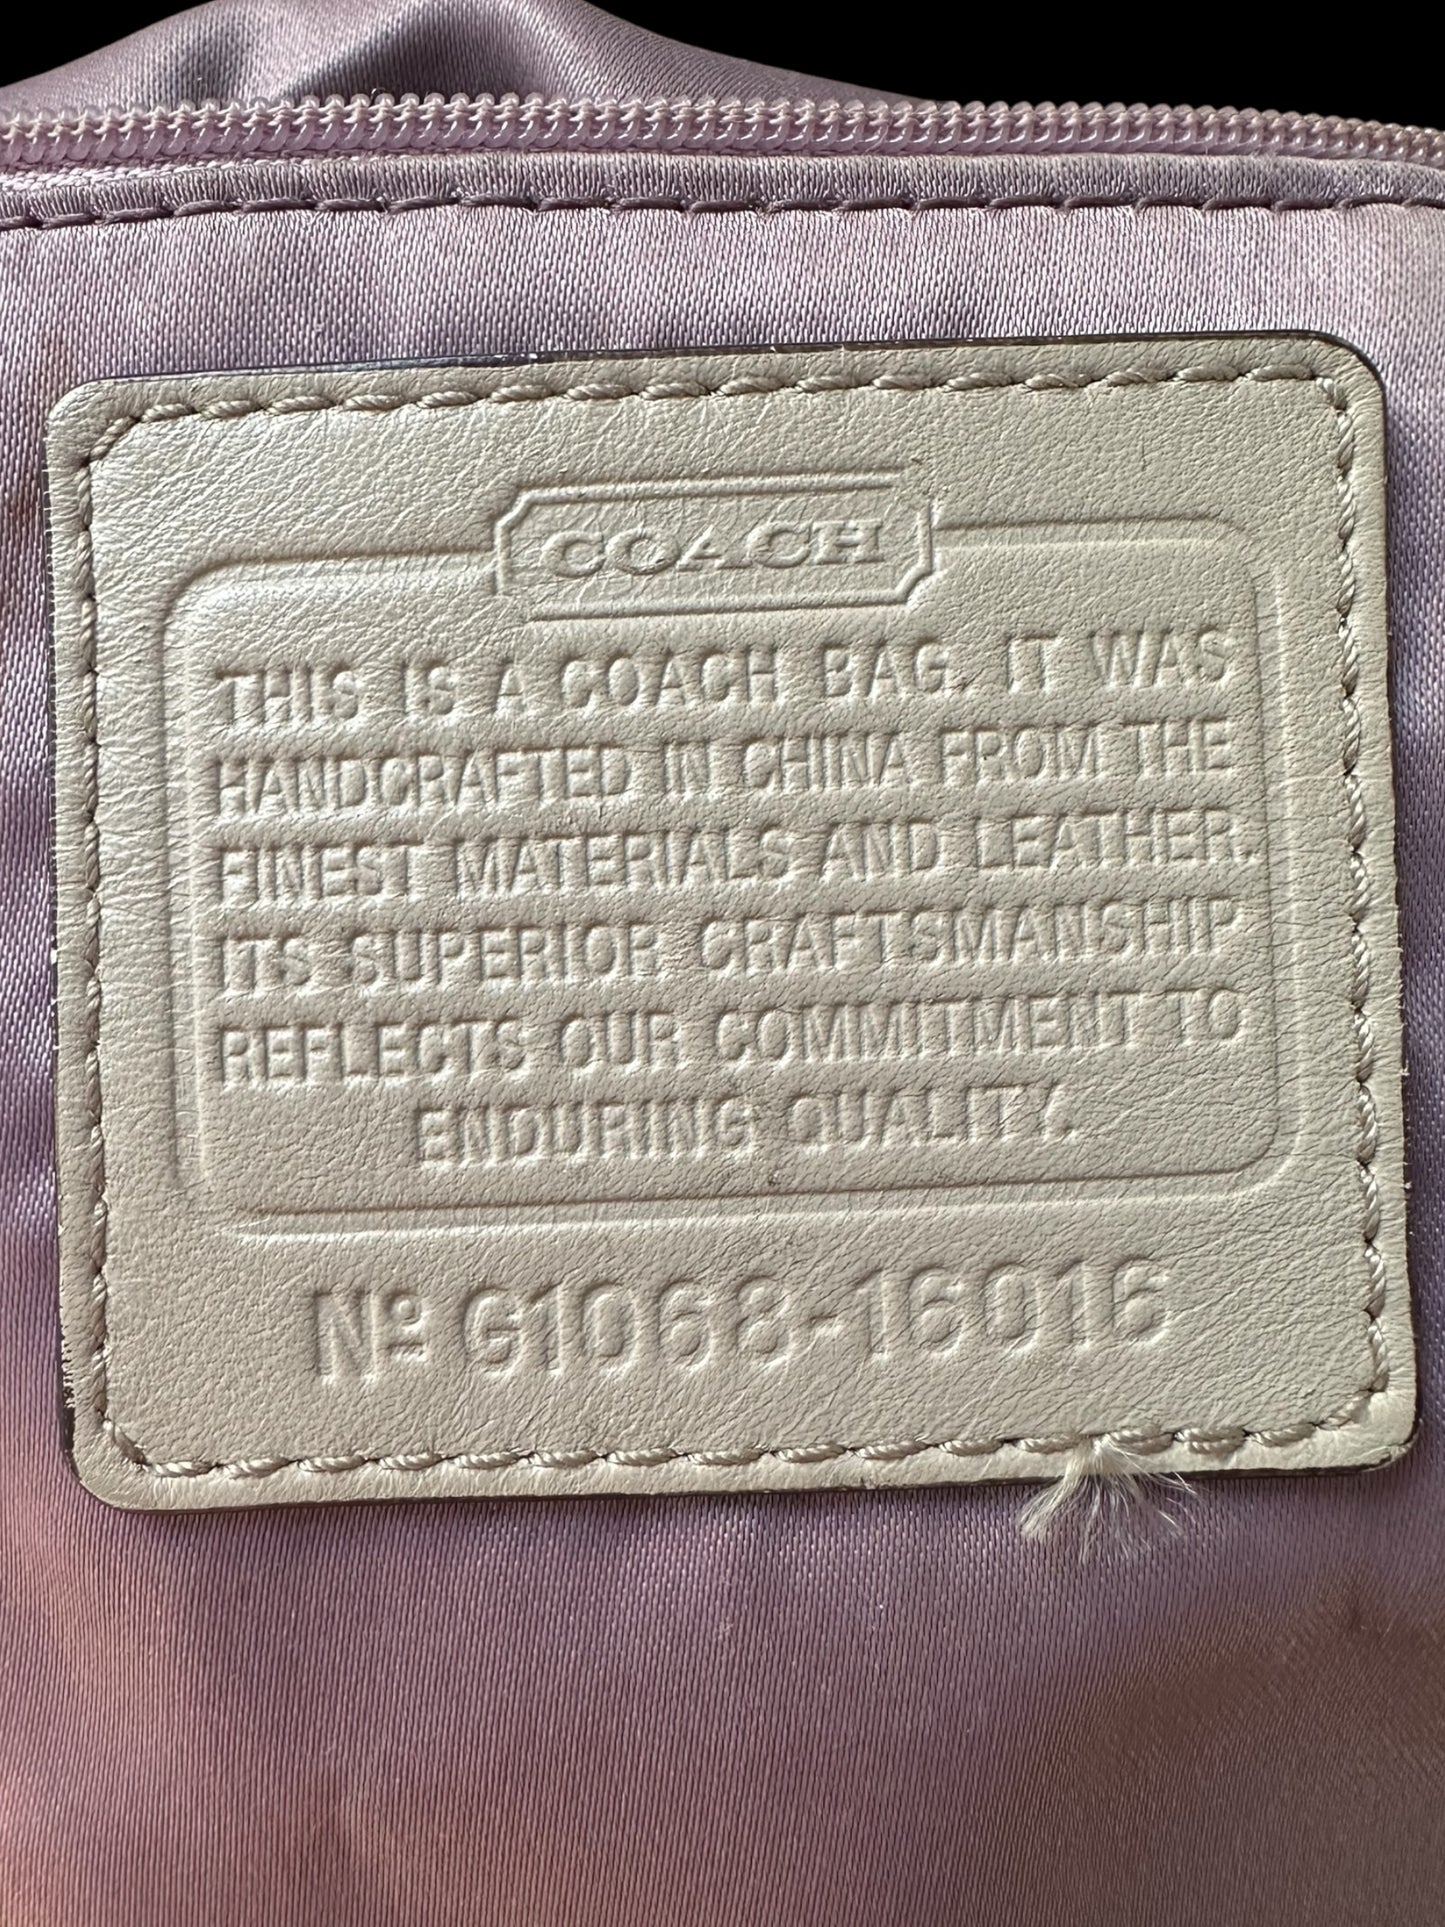 COACH
THIS IS A COACH BAG. IT WAS
HANDCRAFTED IN CHINA FROM THE
FINEST MATERIALS AND LEATHER.
ITS SUPERIOR CRAFTSMANSHIP
REFLECTS OUR COMMITMENT TO
ENDURING QUALITY.
Nº G1068-16016